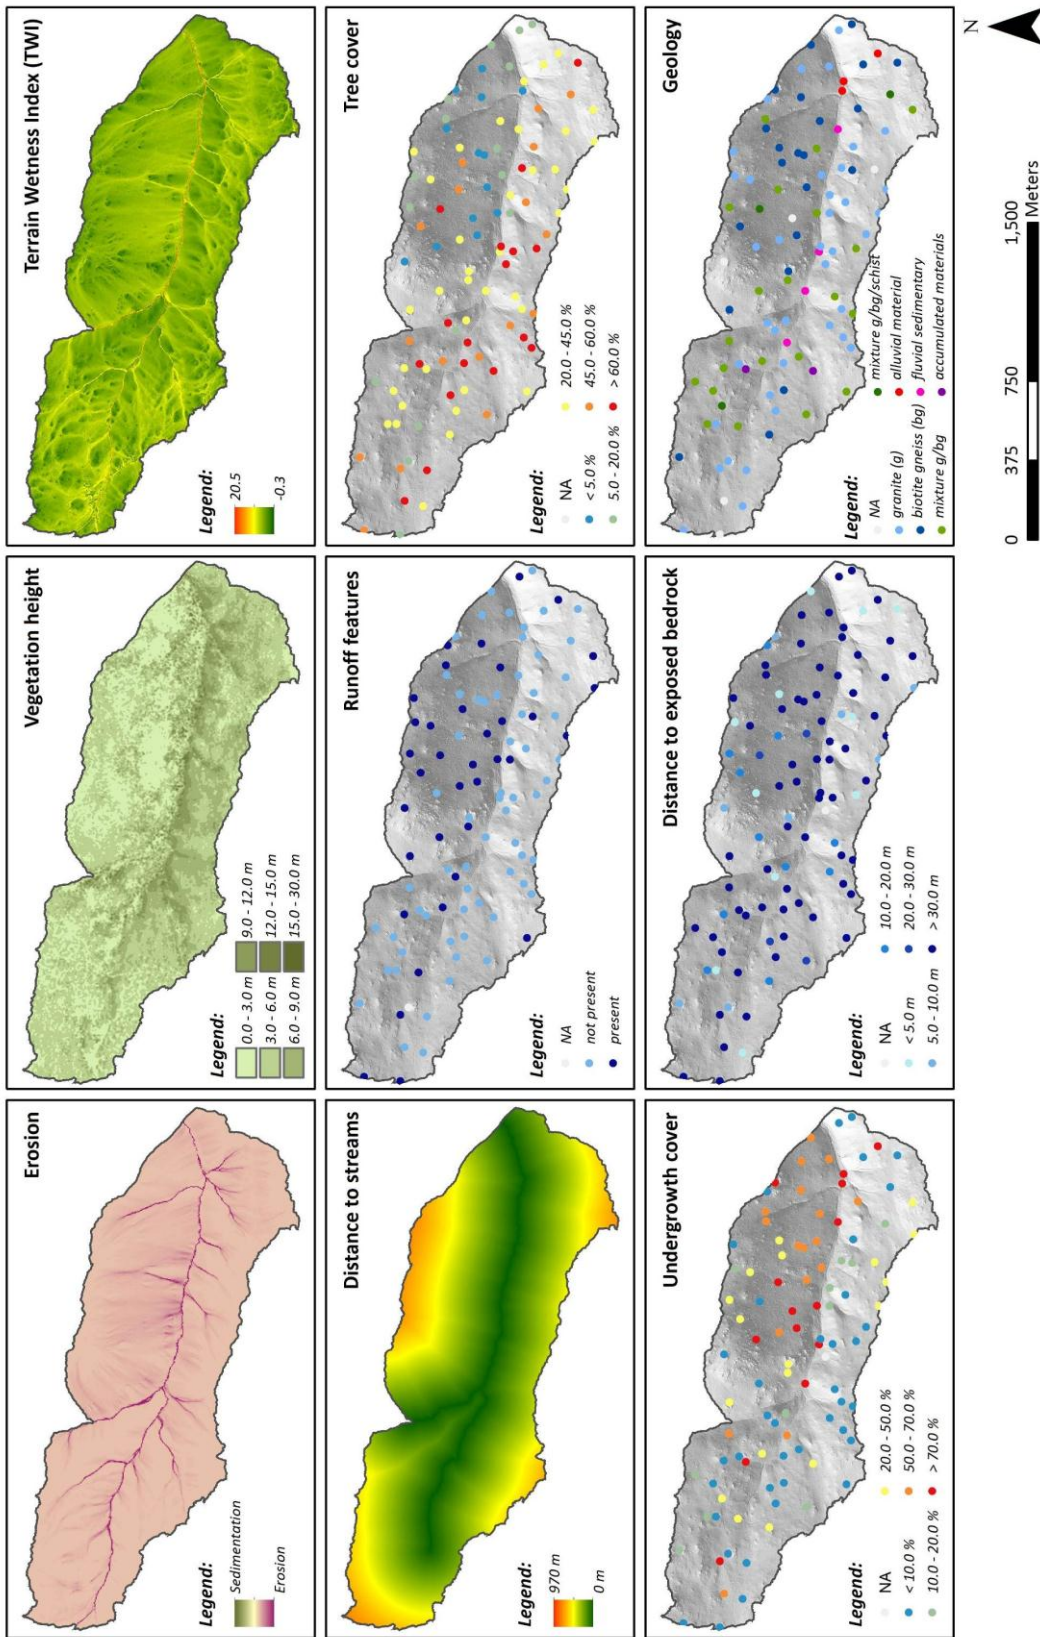 Erosion
Legend:
Sedimentation
Erosion
Vegetation height
Legend:
0.0 - 3.0 m
3.0 - 6.0 m
6.0 - 9.0 m
9.0 - 12.0 m
12.0 - 15.0 m
15.0 - 30.0 m
Terrain Wetness Index (TWI)
Legend:
20.5
-0.3
Distance to streams
Legend:
970 m
0 m
Runoff features
Legend:
NA
not present
present
Tree cover
Legend:
NA
< 5.0 %
5.0 - 20.0 %
20.0 - 45.0 %
45.0 - 60.0 %
> 60.0 %
Undergrowth cover
Legend:
NA
< 10.0 %
10.0 - 20.0 %
20.0 - 50.0 %
50.0 - 70.0 %
> 70.0 %
Distance to exposed bedrock
Legend:
NA
< 5.0 m
5.0 - 10.0 m
10.0 - 20.0 m
20.0 - 30.0 m
> 30.0 m
Geology
Legend:
NA
granite (g)
biotite gneiss (bg)
mixture g/bg
mixture g/bg/schist
alluvial material
fluvial sedimentary
accumulated materials
0 375 750 1,500
Meters
N